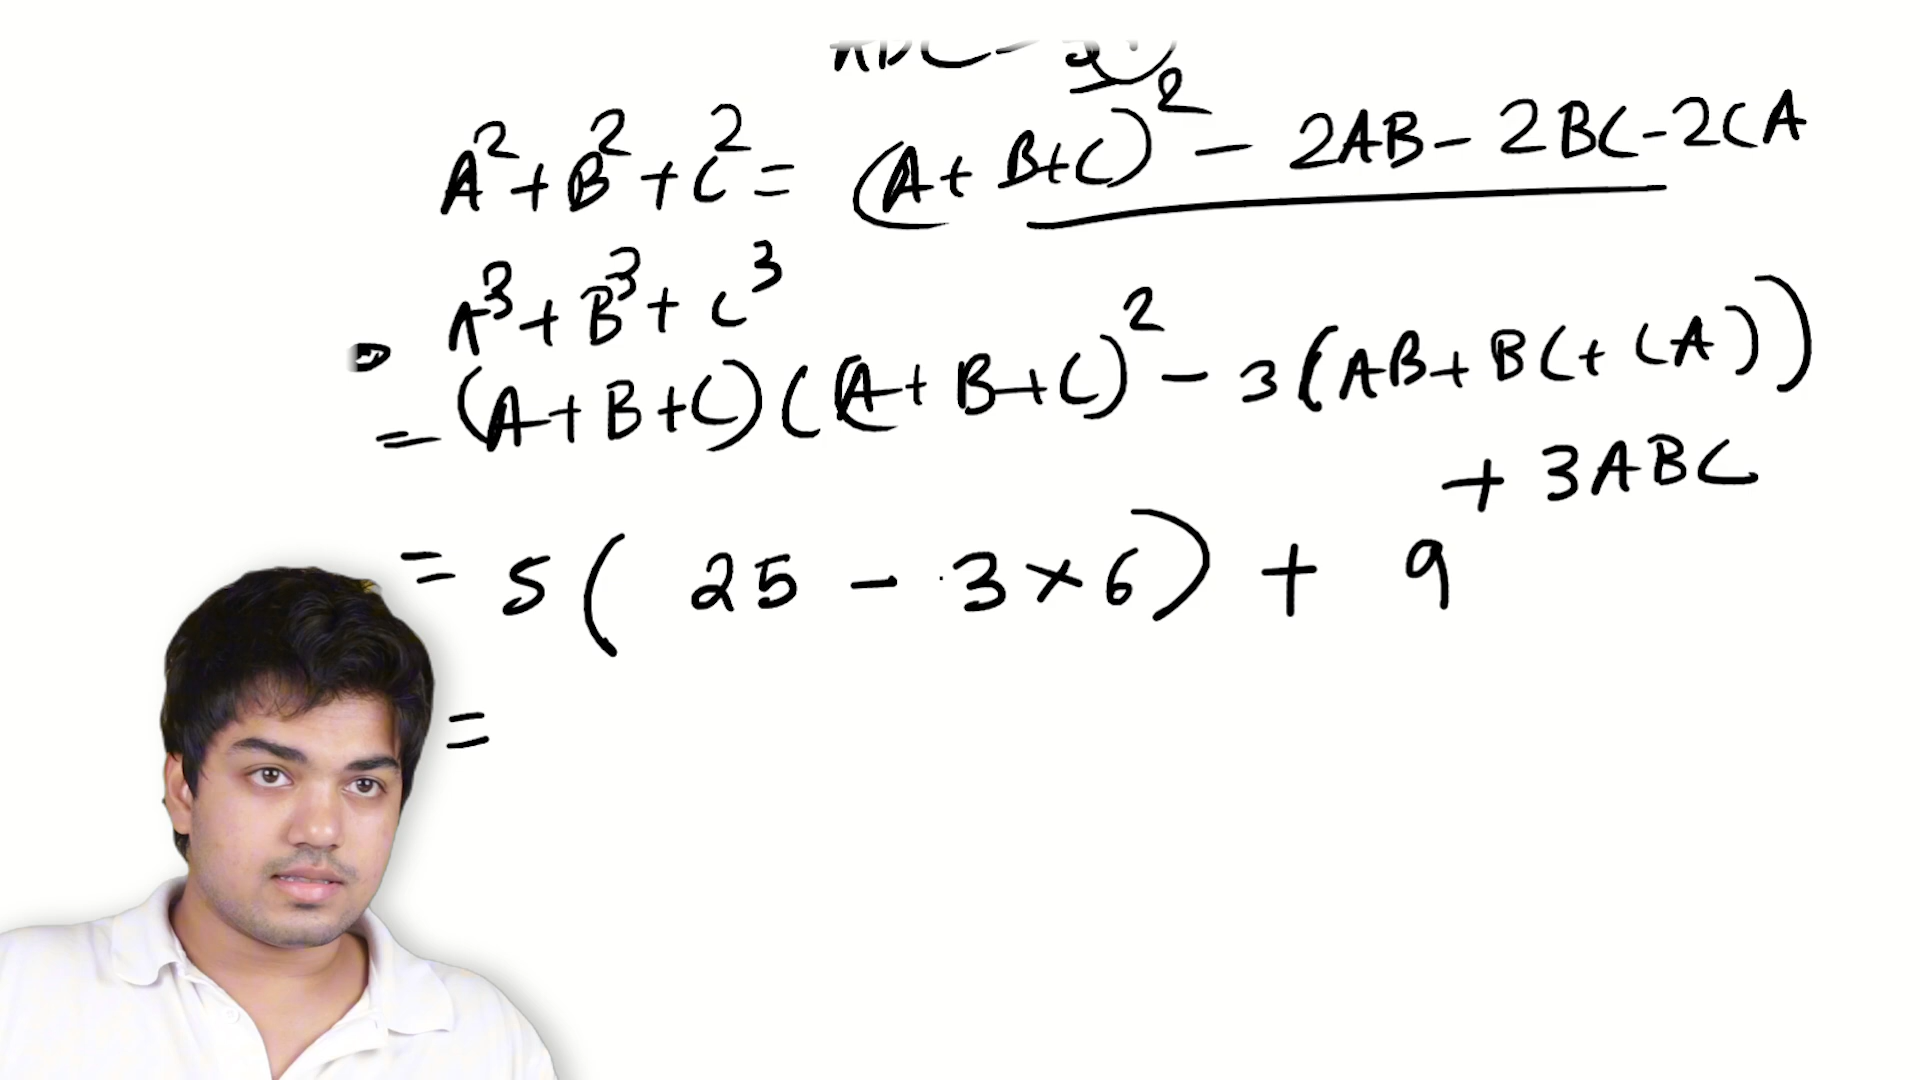 A²+B²+C² = (A+B+C)² - 2AB - 2BC - 2CA
A³+B³+C³
= (A+B+C)((A+B+C)² - 3(AB+BC+CA))
+ 3ABC
= 5(25 - 3×6) + 9
=